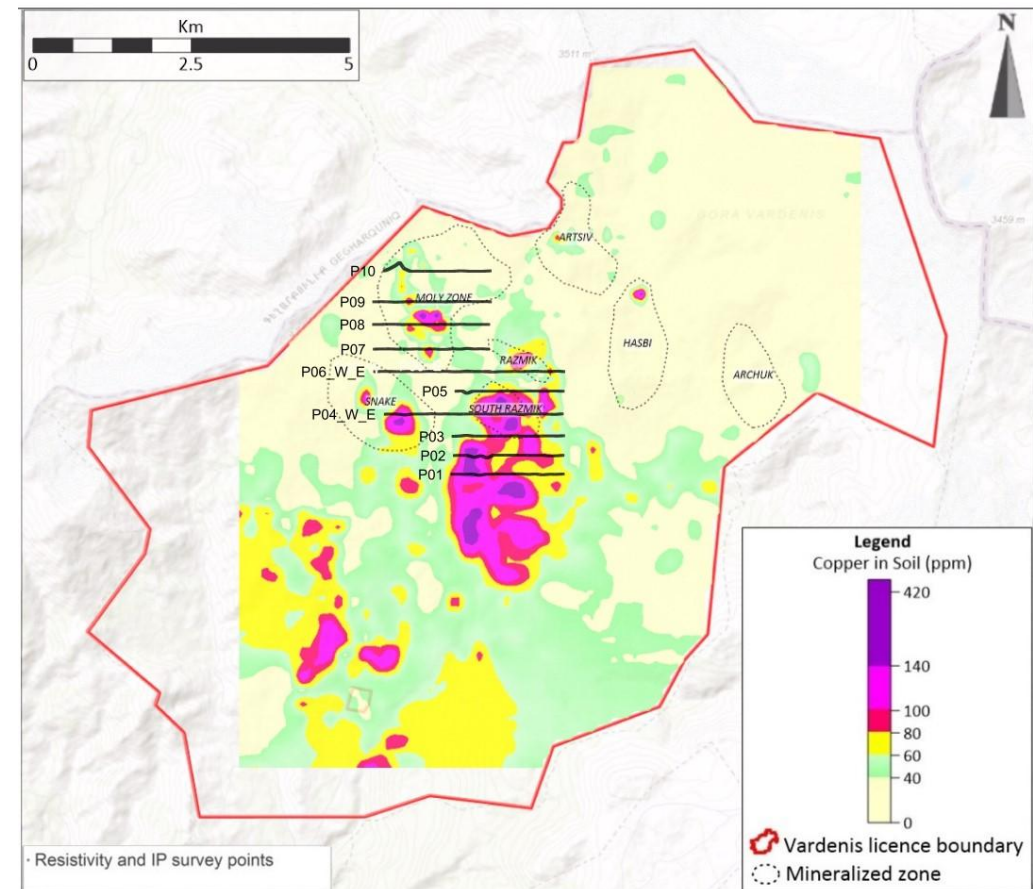 Km
0 2.5 5
N
3511 m
GORA VARDENIS
3459 m
ARTSIV
P10
MOLY ZONE
P09
P08
HASBI
P07
RAZMIK
P06_W_E
ARCHUK
P05
SNAKE
SOUTH RAZMIK
P04_W_E
P03
P02
P01
Legend
Copper in Soil (ppm)
420
140
100
80
60
40
0
Vardenis licence boundary
Mineralized zone
· Resistivity and IP survey points